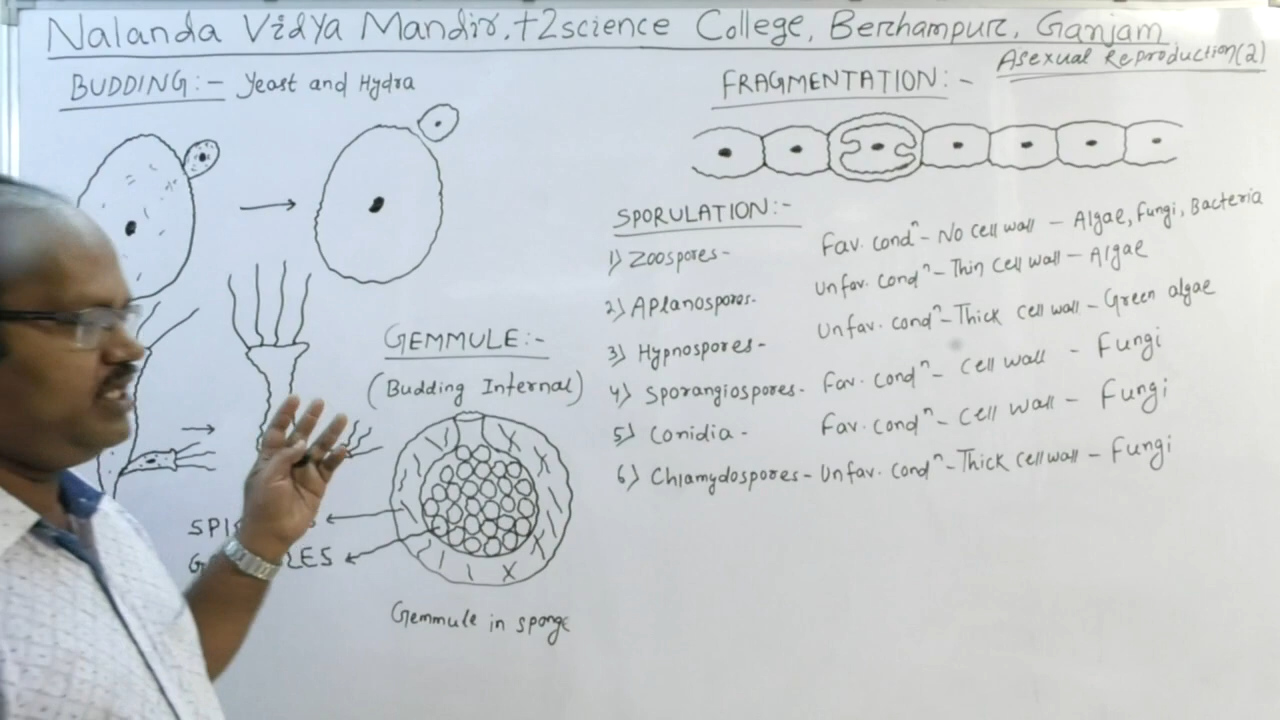 Nalanda Vidya Mandir, +2science College, Berhampur, Ganjam
Asexual Reproduction(2)
BUDDING:- Yeast and Hydra
GEMMULE:-
(Budding Internal)
Gemmule in sponge
FRAGMENTATION:-
SPORULATION:-
1) Zoospores- Fav. condⁿ- No cell wall - Algae, Fungi, Bacteria
2) Aplanospores- Unfav. condⁿ- Thin cell wall - Algae
3) Hypnospores- Unfav. condⁿ- Thick cell wall - Green algae
4) Sporangiospores- Fav. condⁿ- cell wall - Fungi
5) Conidia- Fav. condⁿ- cell wall - Fungi
6) Chlamydospores- Unfav. condⁿ- Thick cell wall - Fungi